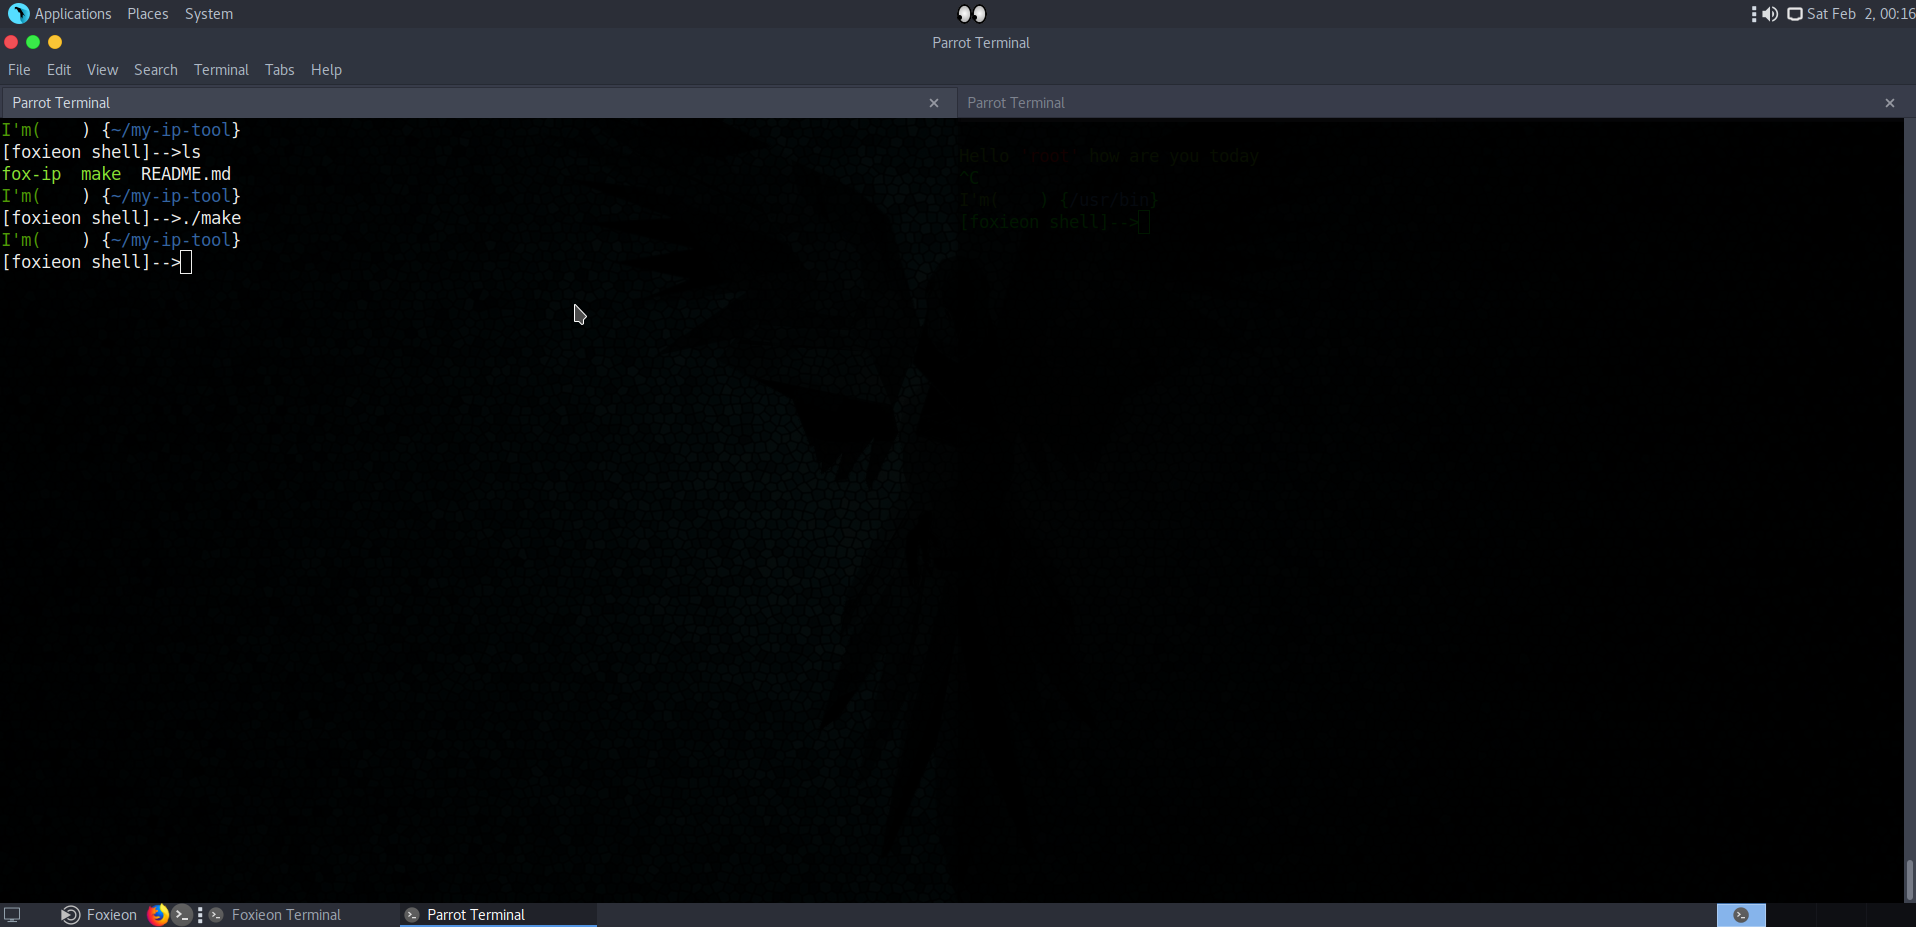 Applications Places System Sat Feb 2, 00:16
Parrot Terminal
File Edit View Search Terminal Tabs Help
Parrot Terminal Parrot Terminal
I'm( ) {~/my-ip-tool}
[foxieon shell]-->ls
fox-ip make README.md
I'm( ) {~/my-ip-tool}
[foxieon shell]-->./make
I'm( ) {~/my-ip-tool}
[foxieon shell]-->
Hello "root" how are you today
^C
I'm( ) {/usr/bin}
[foxieon shell]-->
Foxieon Foxieon Terminal Parrot Terminal